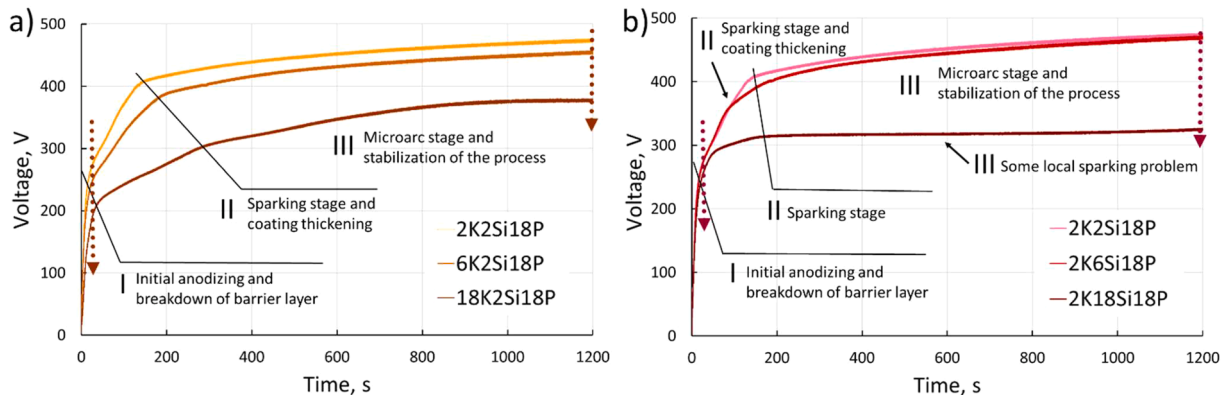 a)
500
400
300
200
100
0
Voltage, V
III Microarc stage and
stabilization of the process
II Sparking stage and
coating thickening
I Initial anodizing and
breakdown of barrier layer
2K2Si18P
6K2Si18P
18K2Si18P
0 200 400 600 800 1000 1200
Time, s
b)
500
400
300
200
100
0
Voltage, V
II Sparking stage and
coating thickening
III Microarc stage and
stabilization of the process
III Some local sparking problem
II Sparking stage
I Initial anodizing and
breakdown of barrier layer
2K2Si18P
2K6Si18P
2K18Si18P
0 200 400 600 800 1000 1200
Time, s